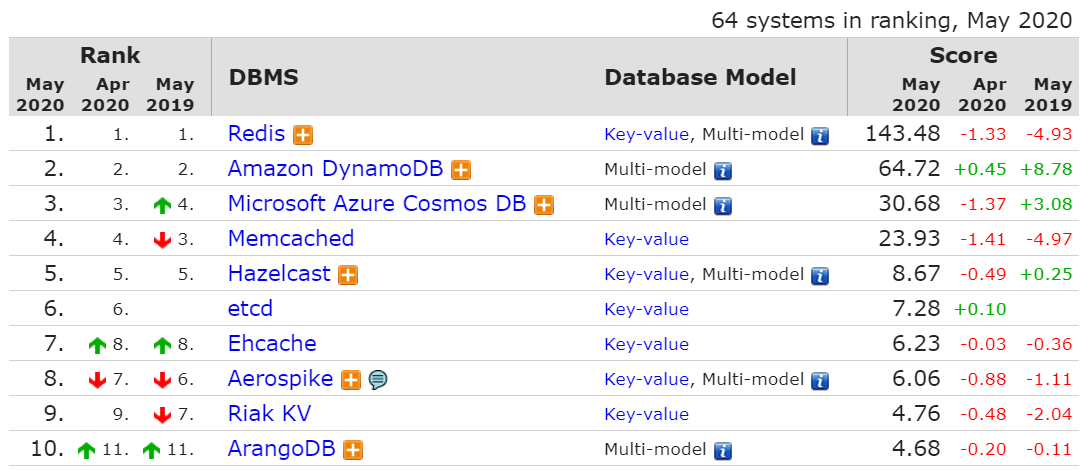 64 systems in ranking, May 2020
Rank DBMS Database Model Score
May 2020 Apr 2020 May 2019 May 2020 Apr 2020 May 2019
1. 1. 1. Redis Key-value, Multi-model 143.48 -1.33 -4.93
2. 2. 2. Amazon DynamoDB Multi-model 64.72 +0.45 +8.78
3. 3. 4. Microsoft Azure Cosmos DB Multi-model 30.68 -1.37 +3.08
4. 4. 3. Memcached Key-value 23.93 -1.41 -4.97
5. 5. 5. Hazelcast Key-value, Multi-model 8.67 -0.49 +0.25
6. 6. etcd Key-value 7.28 +0.10
7. 8. 8. Ehcache Key-value 6.23 -0.03 -0.36
8. 7. 6. Aerospike Key-value, Multi-model 6.06 -0.88 -1.11
9. 9. 7. Riak KV Key-value 4.76 -0.48 -2.04
10. 11. 11. ArangoDB Multi-model 4.68 -0.20 -0.11